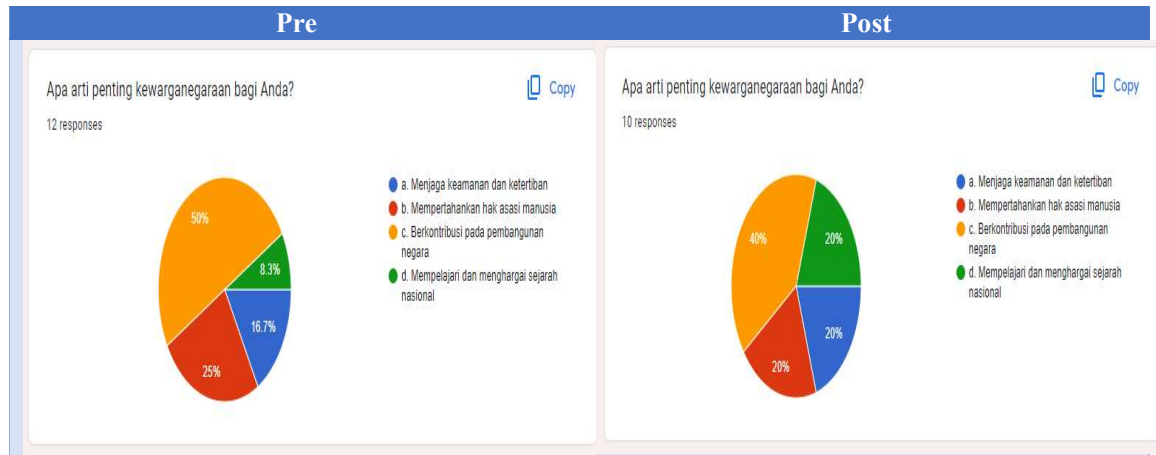 Pre
Post
Apa arti penting kewarganegaraan bagi Anda?
Copy
12 responses
50%
8.3%
16.7%
25%
a. Menjaga keamanan dan ketertiban
b. Mempertahankan hak asasi manusia
c. Berkontribusi pada pembangunan
negara
d. Mempelajari dan menghargai sejarah
nasional
Apa arti penting kewarganegaraan bagi Anda?
Copy
10 responses
40%
20%
20%
20%
a. Menjaga keamanan dan ketertiban
b. Mempertahankan hak asasi manusia
c. Berkontribusi pada pembangunan
negara
d. Mempelajari dan menghargai sejarah
nasional